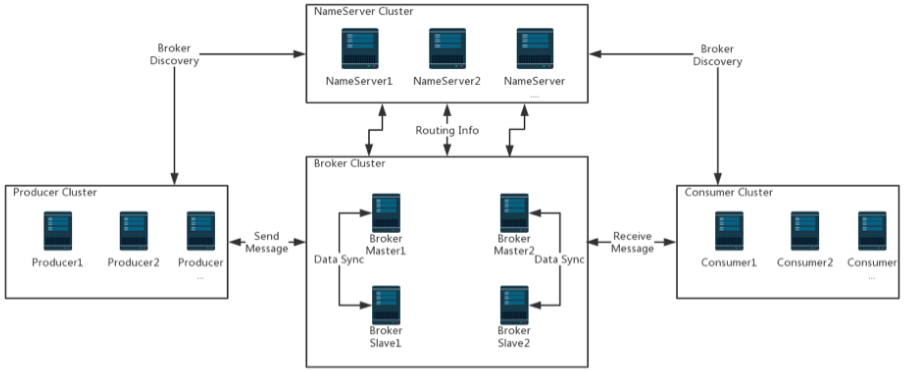 NameServer Cluster
NameServer1
NameServer2
NameServer
....
Broker
Discovery
Broker
Discovery
Routing Info
Broker Cluster
Producer Cluster
Producer1
Producer2
Producer
...
Send
Message
Broker
Master1
Data Sync
Broker
Slave1
Broker
Master2
Data Sync
Broker
Slave2
Receive
Message
Consumer Cluster
Consumer1
Consumer2
Consumer
...